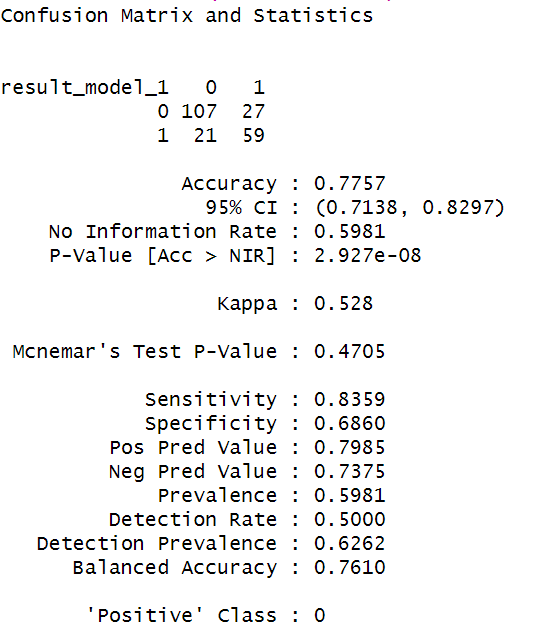 Confusion Matrix and Statistics
result_model_1 0 1
0 107 27
1 21 59
Accuracy : 0.7757
95% CI : (0.7138, 0.8297)
No Information Rate : 0.5981
P-Value [Acc > NIR] : 2.927e-08
Kappa : 0.528
Mcnemar's Test P-Value : 0.4705
Sensitivity : 0.8359
Specificity : 0.6860
Pos Pred Value : 0.7985
Neg Pred Value : 0.7375
Prevalence : 0.5981
Detection Rate : 0.5000
Detection Prevalence : 0.6262
Balanced Accuracy : 0.7610
'Positive' Class : 0